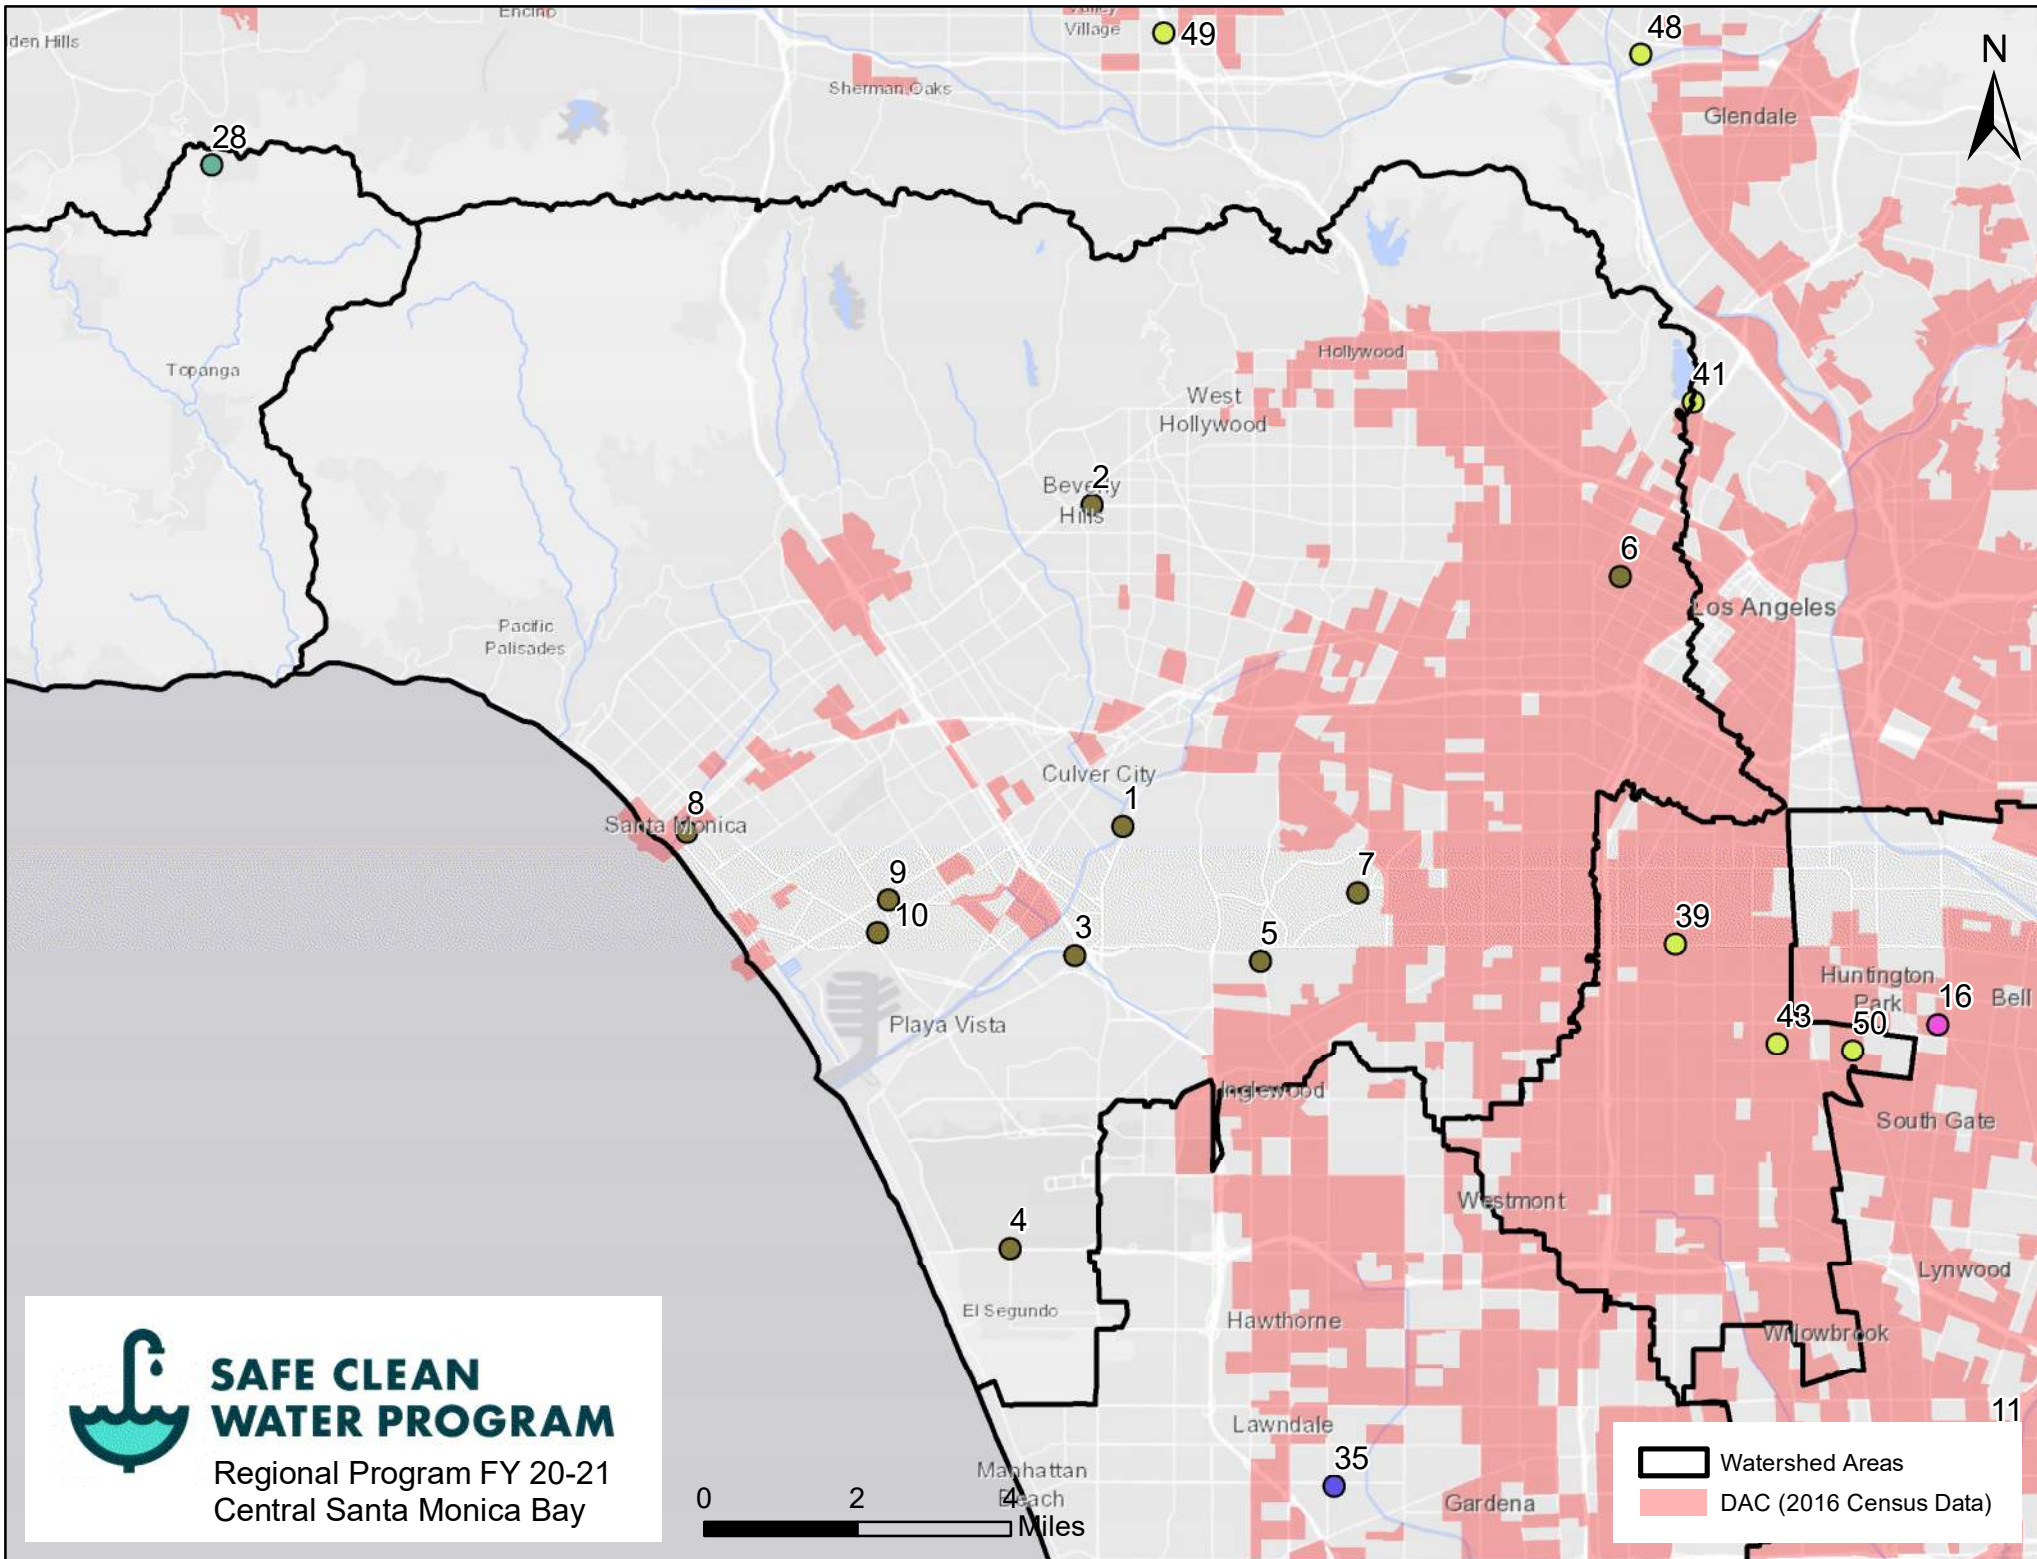 Encino
Valley
Village
49
48
N
den Hills
Sherman Oaks
Glendale
28
Hollywood
Topanga
41
West
Hollywood
2
Beverly
Hills
6
Los Angeles
Pacific
Palisades
Culver City
1
8
Santa Monica
7
9
10
39
3
5
Huntington
Park
16
Bell
43
50
Playa Vista
Inglewood
South Gate
Westmont
4
Lynwood
El Segundo
Hawthorne
Willowbrook
11
Lawndale
35
Manhattan
Beach
Gardena
SAFE CLEAN
WATER PROGRAM
Regional Program FY 20-21
Central Santa Monica Bay
0 2 4
Miles
Watershed Areas
DAC (2016 Census Data)